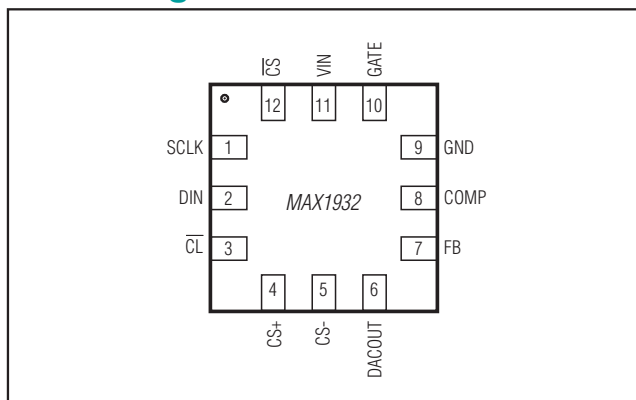 CS
VIN
GATE
12
11
10
SCLK 1
9 GND
DIN 2
MAX1932
8 COMP
CL 3
7 FB
4
5
6
CS+
CS-
DACOUT